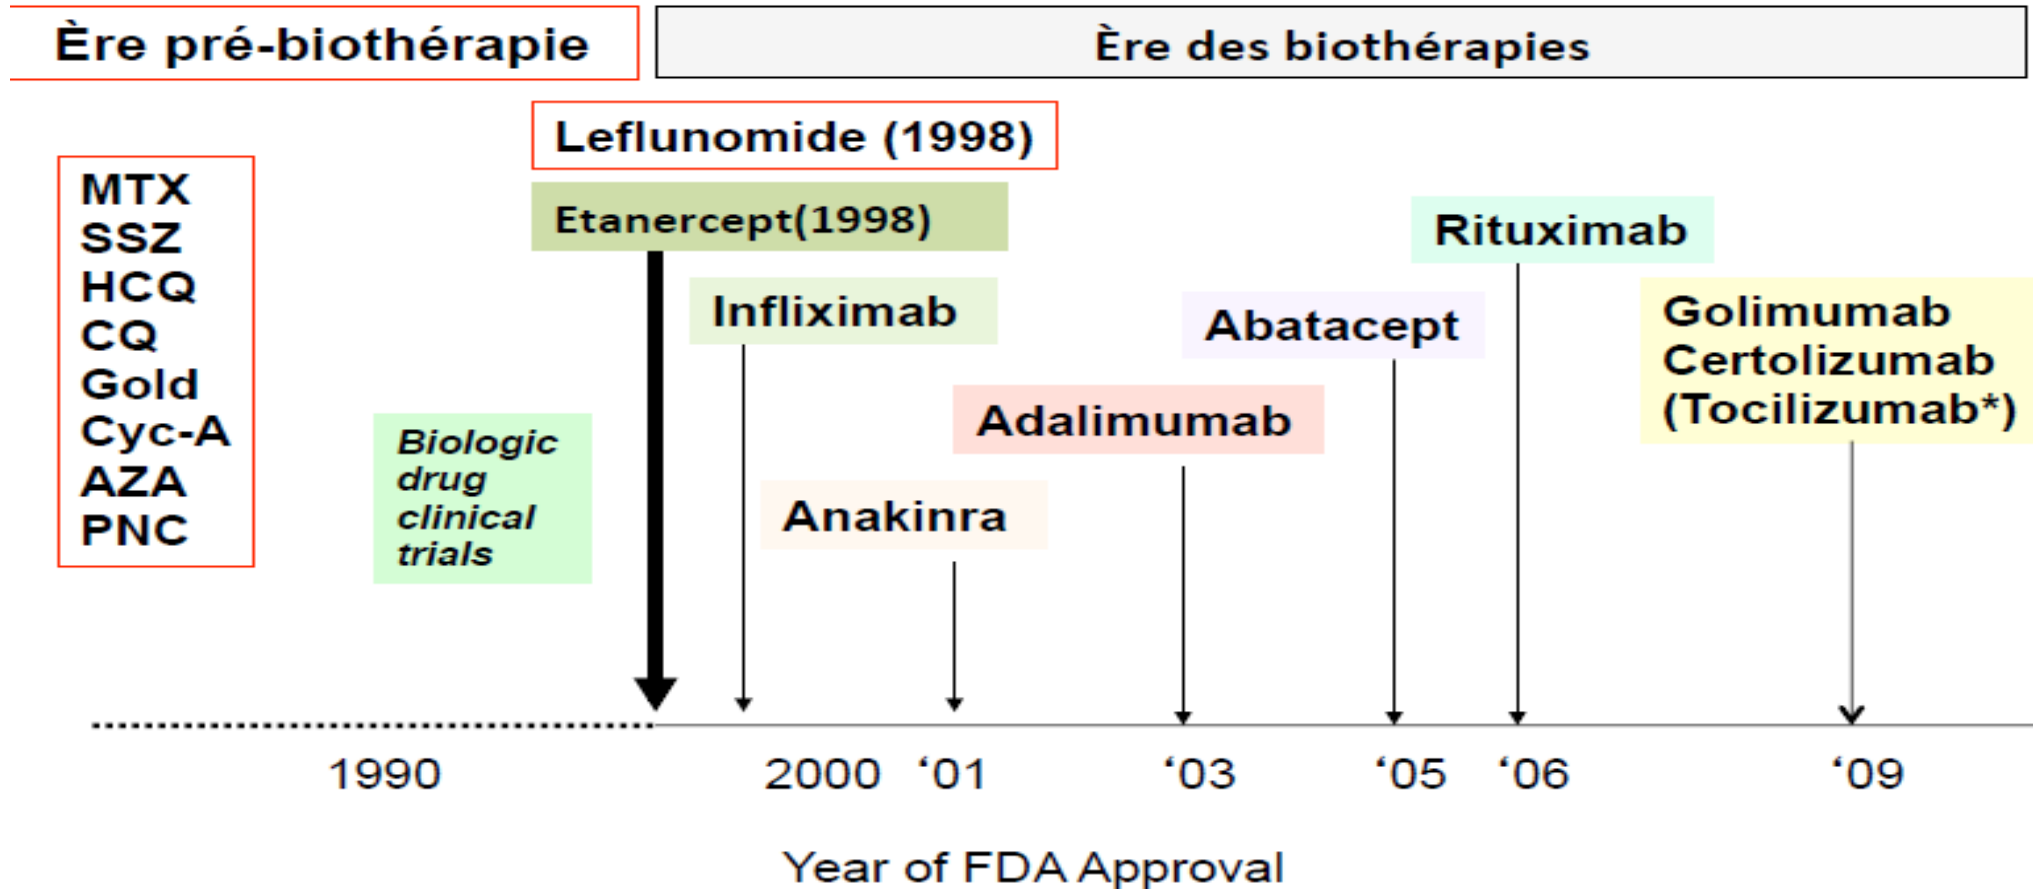 Ère pré-biothérapie
Ère des biothérapies
Leflunomide (1998)
Etanercept(1998)
MTX
SSZ
HCQ
CQ
Gold
Cyc-A
AZA
PNC
Biologic
drug
clinical
trials
Infliximab
Anakinra
Adalimumab
Abatacept
Rituximab
Golimumab
Certolizumab
(Tocilizumab*)
1990
2000
‘01
‘03
‘05
‘06
‘09
Year of FDA Approval